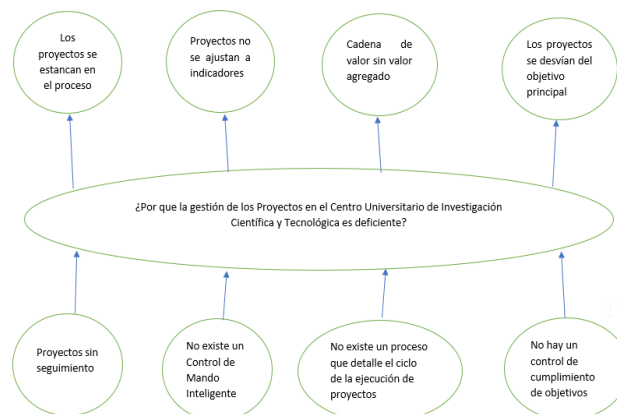 Los
proyectos se
estancan en
el proceso
Proyectos no
se ajustan a
indicadores
Cadena de
valor sin valor
agregado
Los proyectos
se desvían del
objetivo
principal
¿Por que la gestión de los Proyectos en el Centro Universitario de Investigación
Científica y Tecnológica es deficiente?
Proyectos sin
seguimiento
No existe un
Control de
Mando
Inteligente
No existe un proceso
que detalle el ciclo
de la ejecución de
proyectos
No hay un
control de
cumplimiento
de objetivos